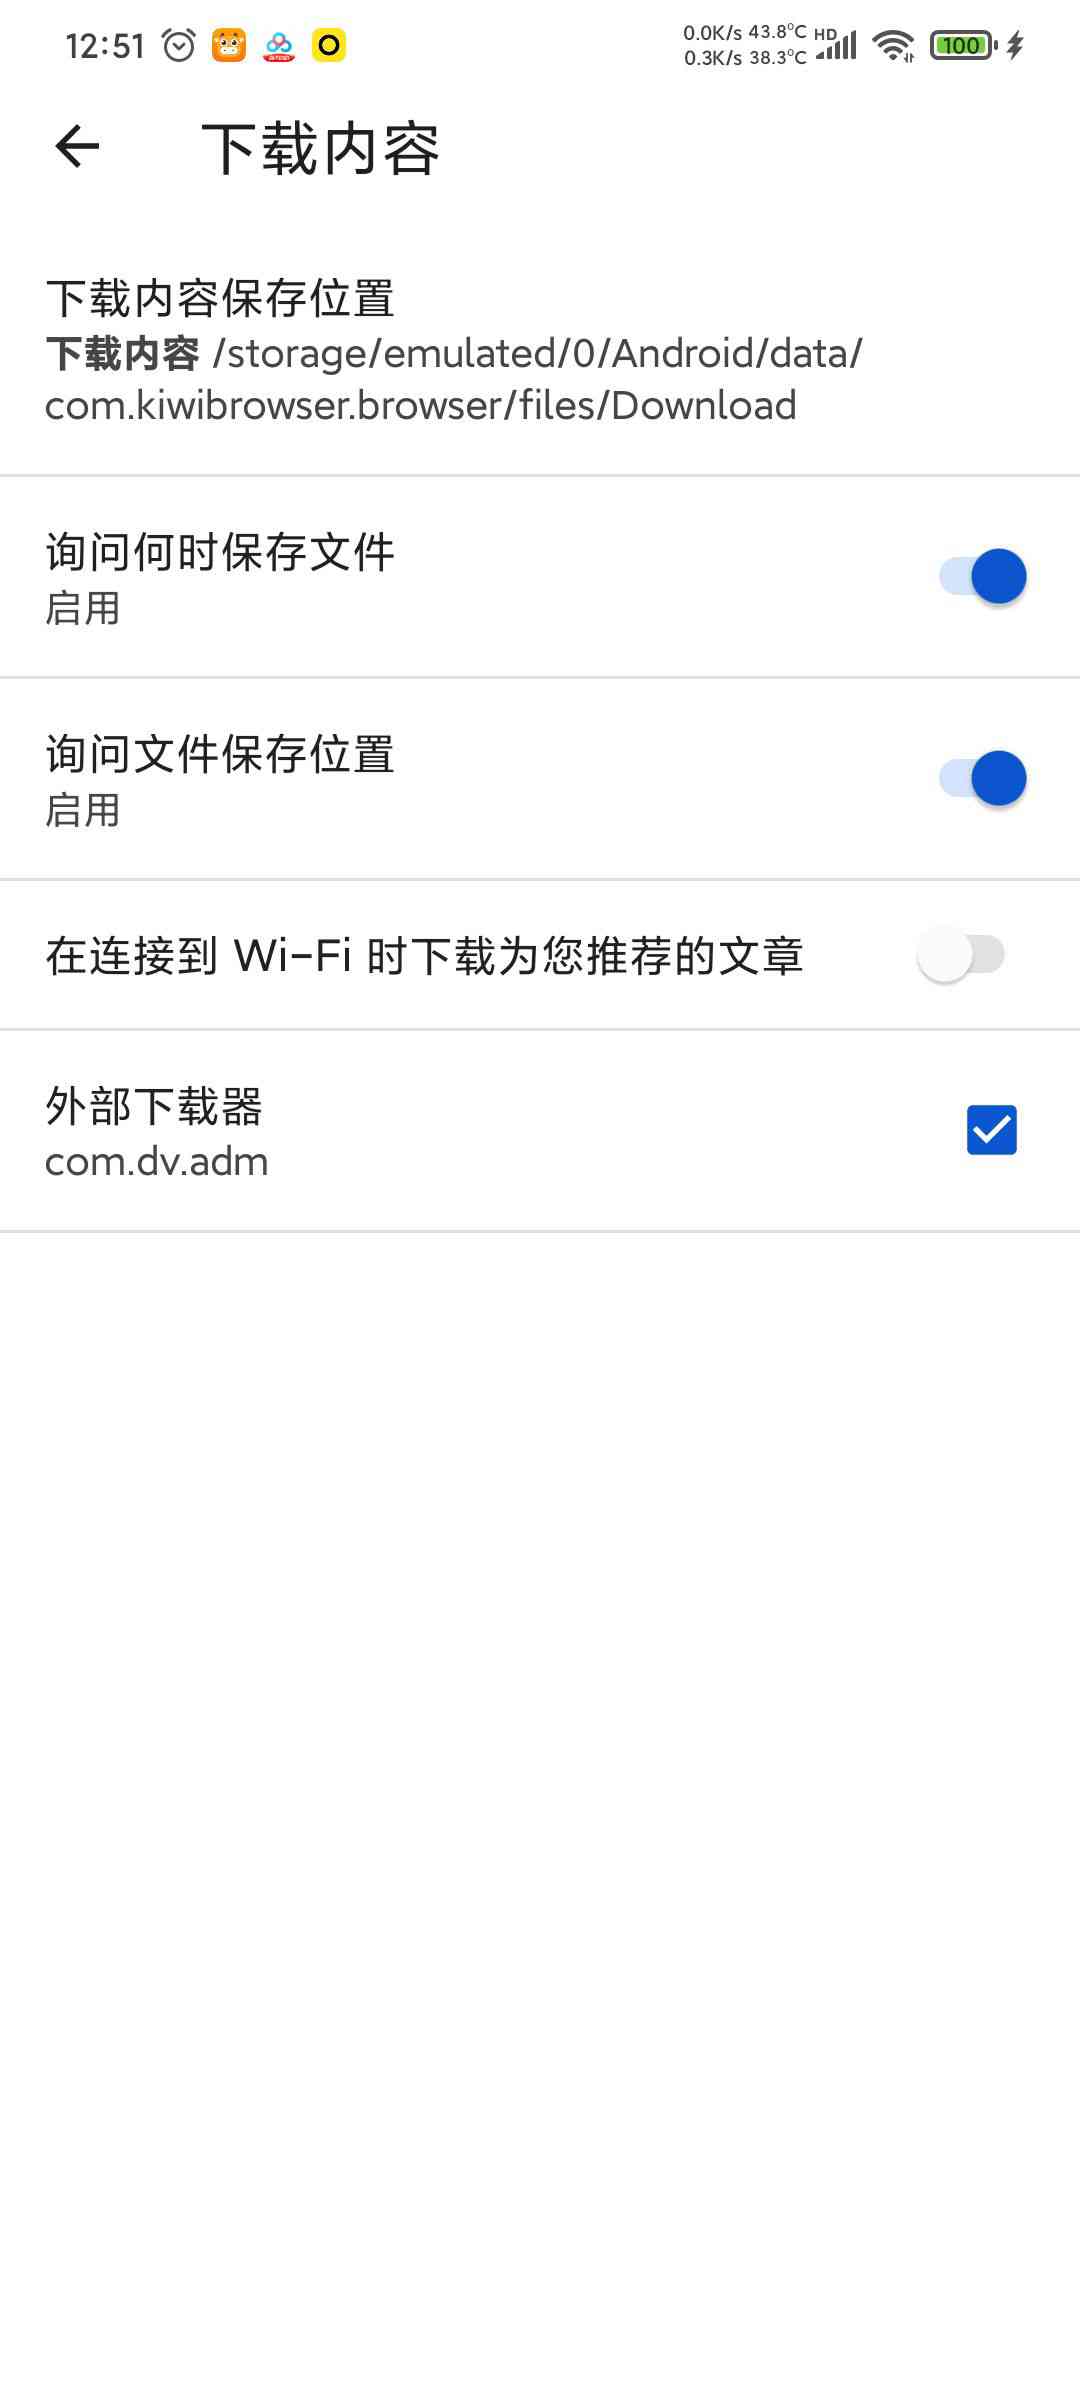 12:51
0.0K/s 43.8°C HD
0.3K/s 38.3°C
100
下载内容
下载内容保存位置
下载内容 /storage/emulated/0/Android/data/
com.kiwibrowser.browser/files/Download
询问何时保存文件
启用
询问文件保存位置
启用
在连接到 Wi-Fi 时下载为您推荐的文章
外部下载器
com.dv.adm